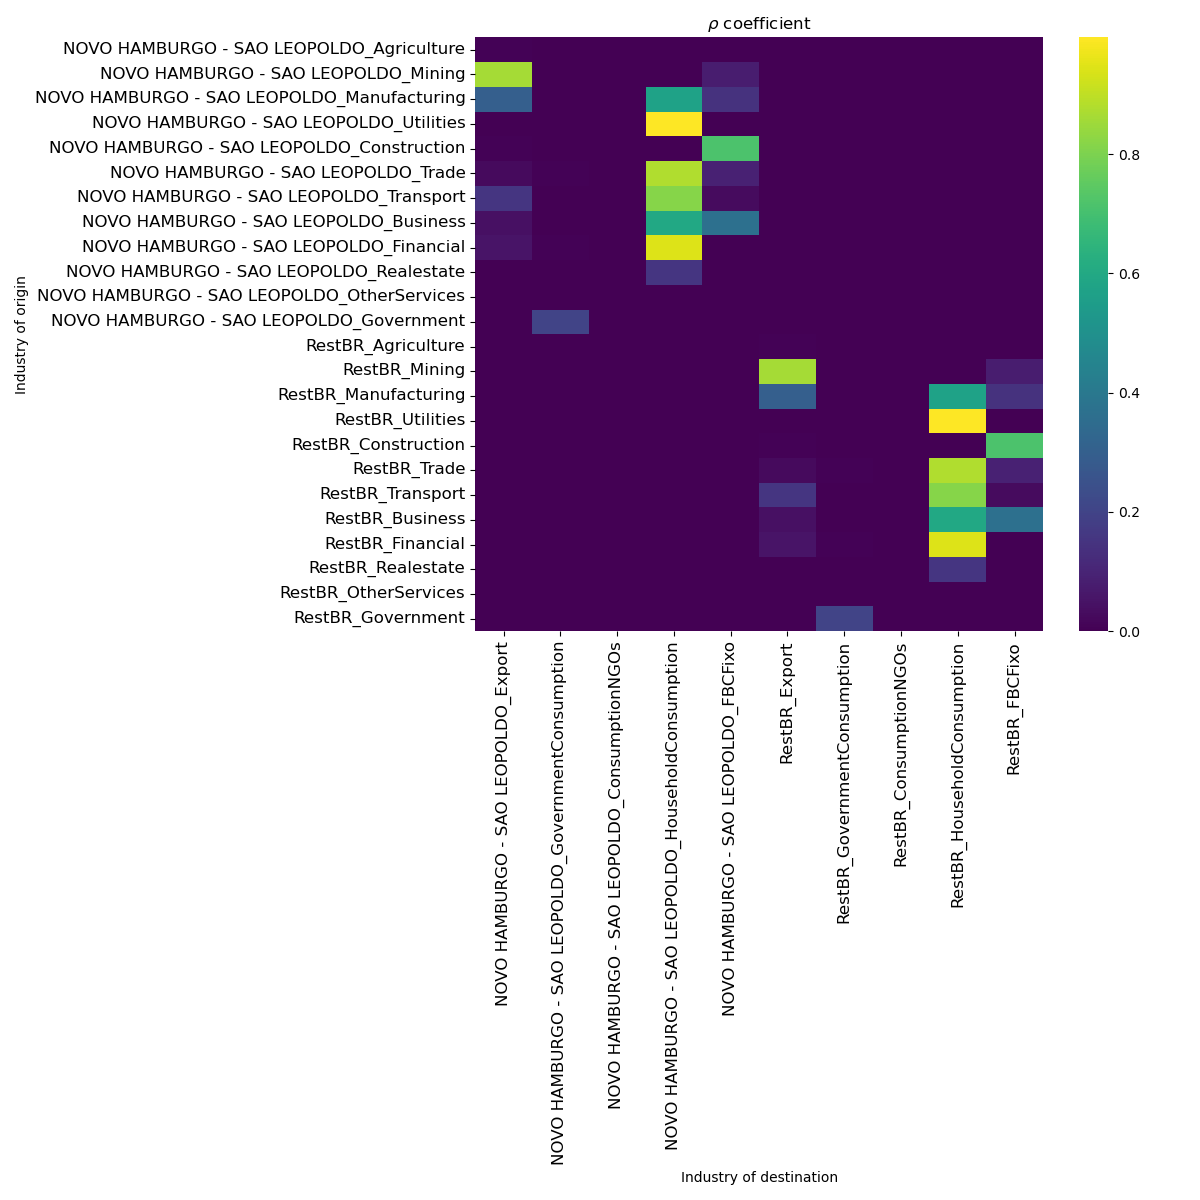 ρ coefficient
NOVO HAMBURGO - SAO LEOPOLDO_Agriculture
NOVO HAMBURGO - SAO LEOPOLDO_Mining
NOVO HAMBURGO - SAO LEOPOLDO_Manufacturing
NOVO HAMBURGO - SAO LEOPOLDO_Utilities
NOVO HAMBURGO - SAO LEOPOLDO_Construction
NOVO HAMBURGO - SAO LEOPOLDO_Trade
NOVO HAMBURGO - SAO LEOPOLDO_Transport
NOVO HAMBURGO - SAO LEOPOLDO_Business
NOVO HAMBURGO - SAO LEOPOLDO_Financial
NOVO HAMBURGO - SAO LEOPOLDO_Realestate
NOVO HAMBURGO - SAO LEOPOLDO_OtherServices
NOVO HAMBURGO - SAO LEOPOLDO_Government
RestBR_Agriculture
RestBR_Mining
RestBR_Manufacturing
RestBR_Utilities
RestBR_Construction
RestBR_Trade
RestBR_Transport
RestBR_Business
RestBR_Financial
RestBR_Realestate
RestBR_OtherServices
RestBR_Government
Industry of origin
0.8
0.6
0.4
0.2
0.0
NOVO HAMBURGO - SAO LEOPOLDO_Export
NOVO HAMBURGO - SAO LEOPOLDO_GovernmentConsumption
NOVO HAMBURGO - SAO LEOPOLDO_ConsumptionNGOs
NOVO HAMBURGO - SAO LEOPOLDO_HouseholdConsumption
NOVO HAMBURGO - SAO LEOPOLDO_FBCFixo
RestBR_Export
RestBR_GovernmentConsumption
RestBR_ConsumptionNGOs
RestBR_HouseholdConsumption
RestBR_FBCFixo
Industry of destination